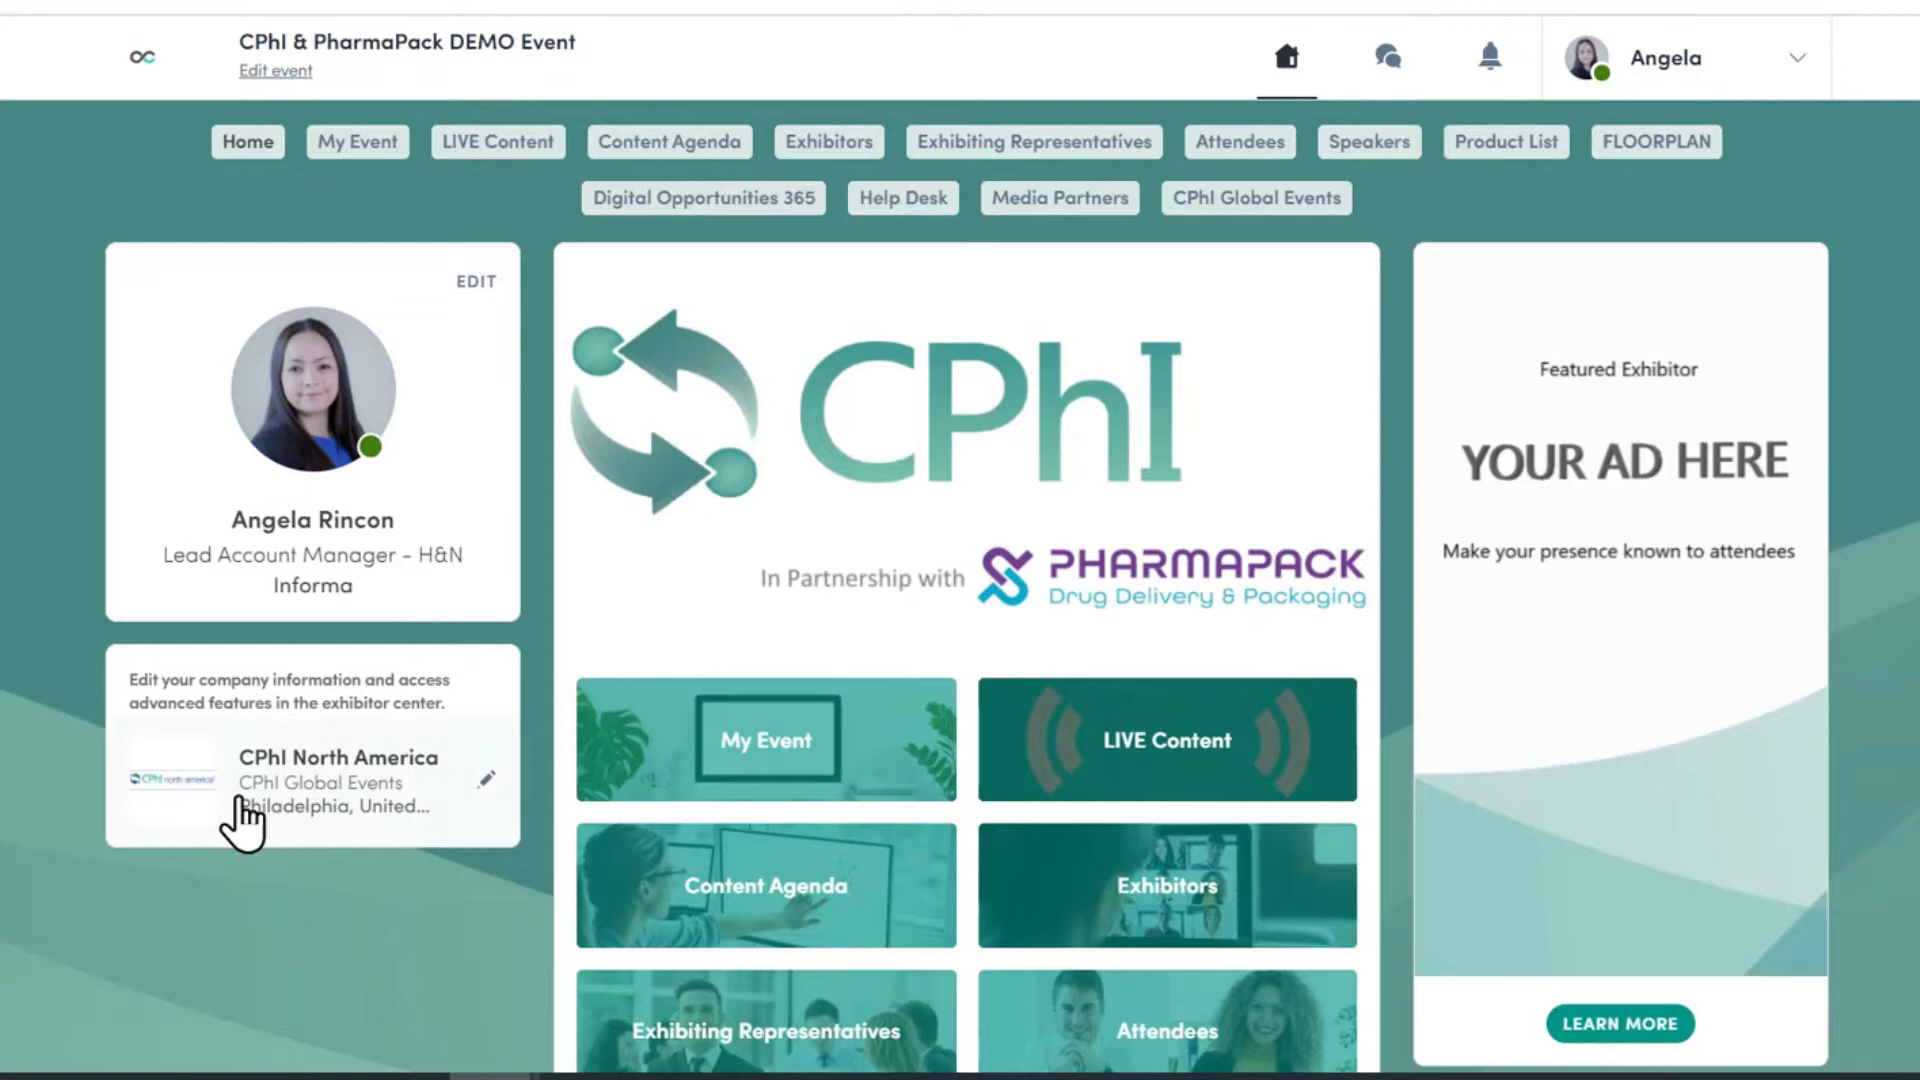 CPhI & PharmaPack DEMO Event
Edit event
Angela
Home My Event LIVE Content Content Agenda Exhibitors Exhibiting Representatives Attendees Speakers Product List FLOORPLAN
Digital Opportunities 365 Help Desk Media Partners CPhI Global Events
EDIT
Angela Rincon
Lead Account Manager - H&N
Informa
Edit your company information and access
advanced features in the exhibitor center.
CPhI north america
CPhI North America
CPhI Global Events
Philadelphia, United...
CPhI
In Partnership with
PHARMAPACK
Drug Delivery & Packaging
My Event
LIVE Content
Content Agenda
Exhibitors
Exhibiting Representatives
Attendees
Featured Exhibitor
YOUR AD HERE
Make your presence known to attendees
LEARN MORE